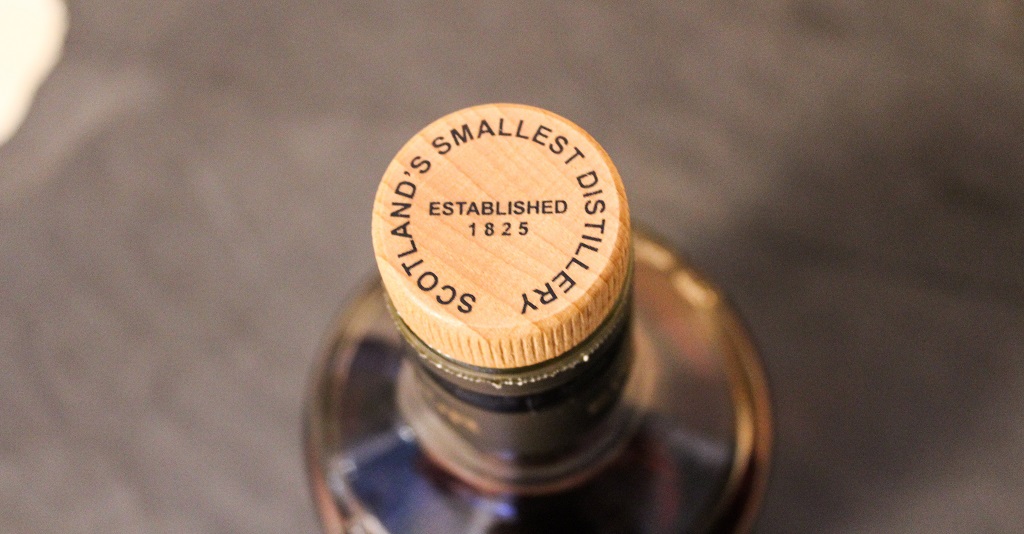 SCOTLAND'S SMALLEST DISTILLERY
ESTABLISHED
1825